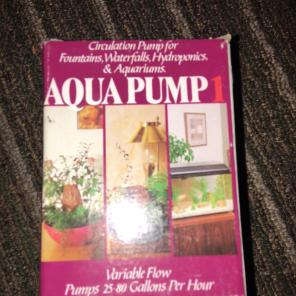 Circulation Pump for
Fountains, Waterfalls, Hydroponics,
& Aquariums.
AQUA PUMP 1
Variable Flow
Pumps 25-80 Gallons Per Hour